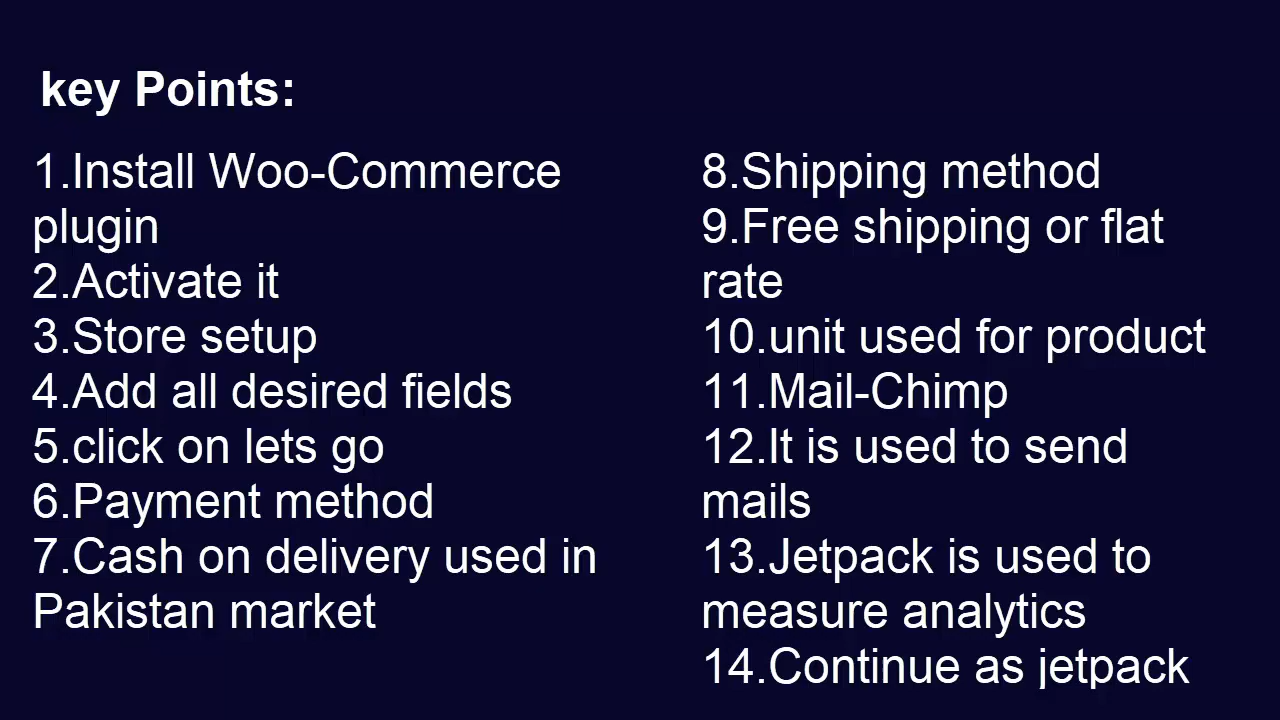 key Points:
1.Install Woo-Commerce
plugin
2.Activate it
3.Store setup
4.Add all desired fields
5.click on lets go
6.Payment method
7.Cash on delivery used in
Pakistan market
8.Shipping method
9.Free shipping or flat
rate
10.unit used for product
11.Mail-Chimp
12.It is used to send
mails
13.Jetpack is used to
measure analytics
14.Continue as jetpack